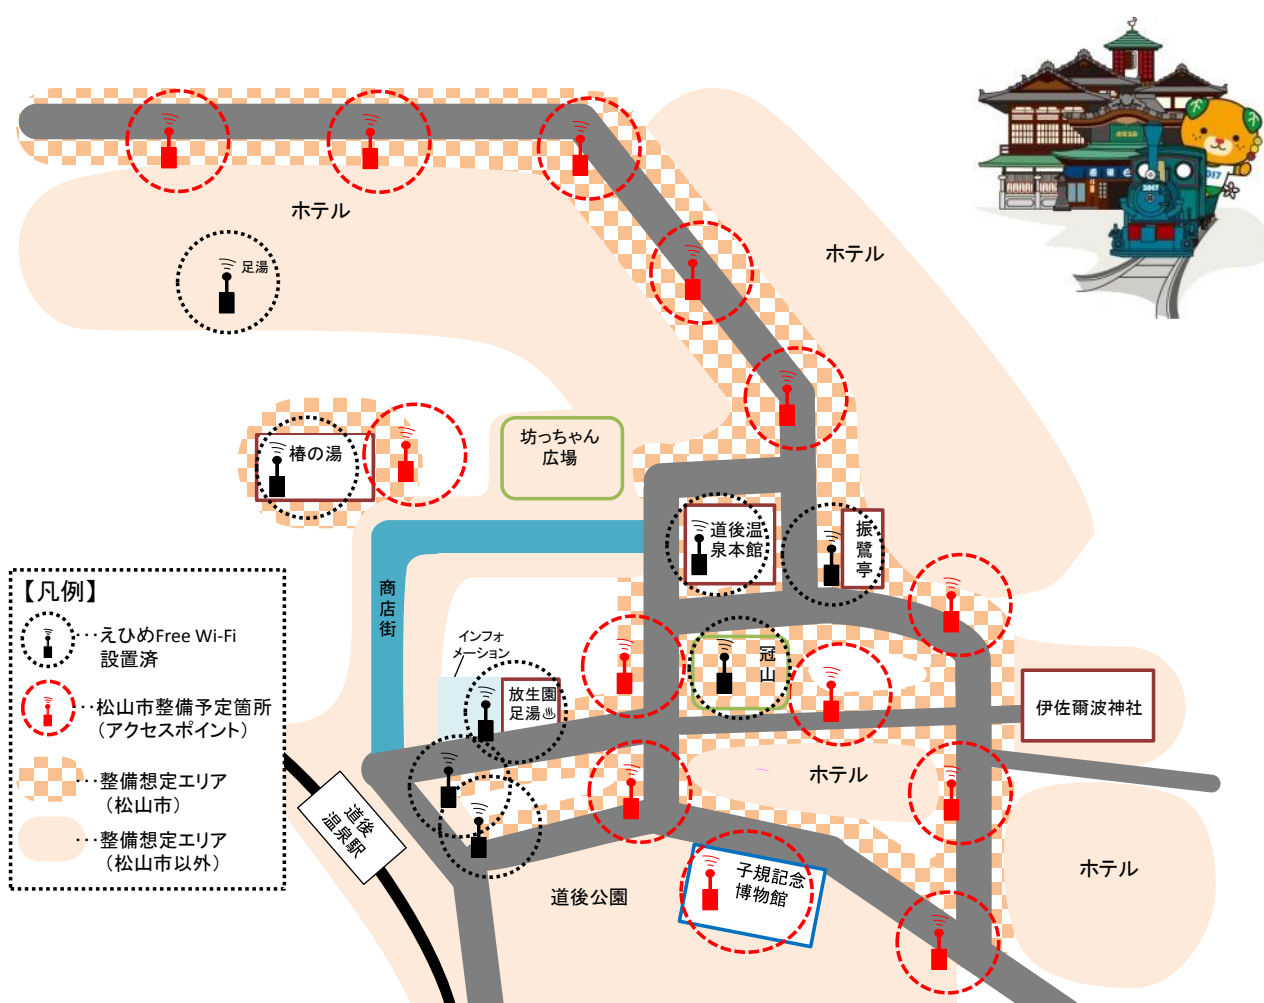 ホテル
足湯
ホテル
椿の湯
坊っちゃん
広場
道後温
泉本館
振鷺亭
商店街
インフォ
メーション
放生園
足湯♨
冠山
伊佐爾波神社
ホテル
道後
温泉駅
子規記念
博物館
道後公園
ホテル
2017
017
【凡例】
…えひめFree Wi-Fi
設置済
…松山市整備予定箇所
（アクセスポイント）
…整備想定エリア
（松山市）
…整備想定エリア
（松山市以外）